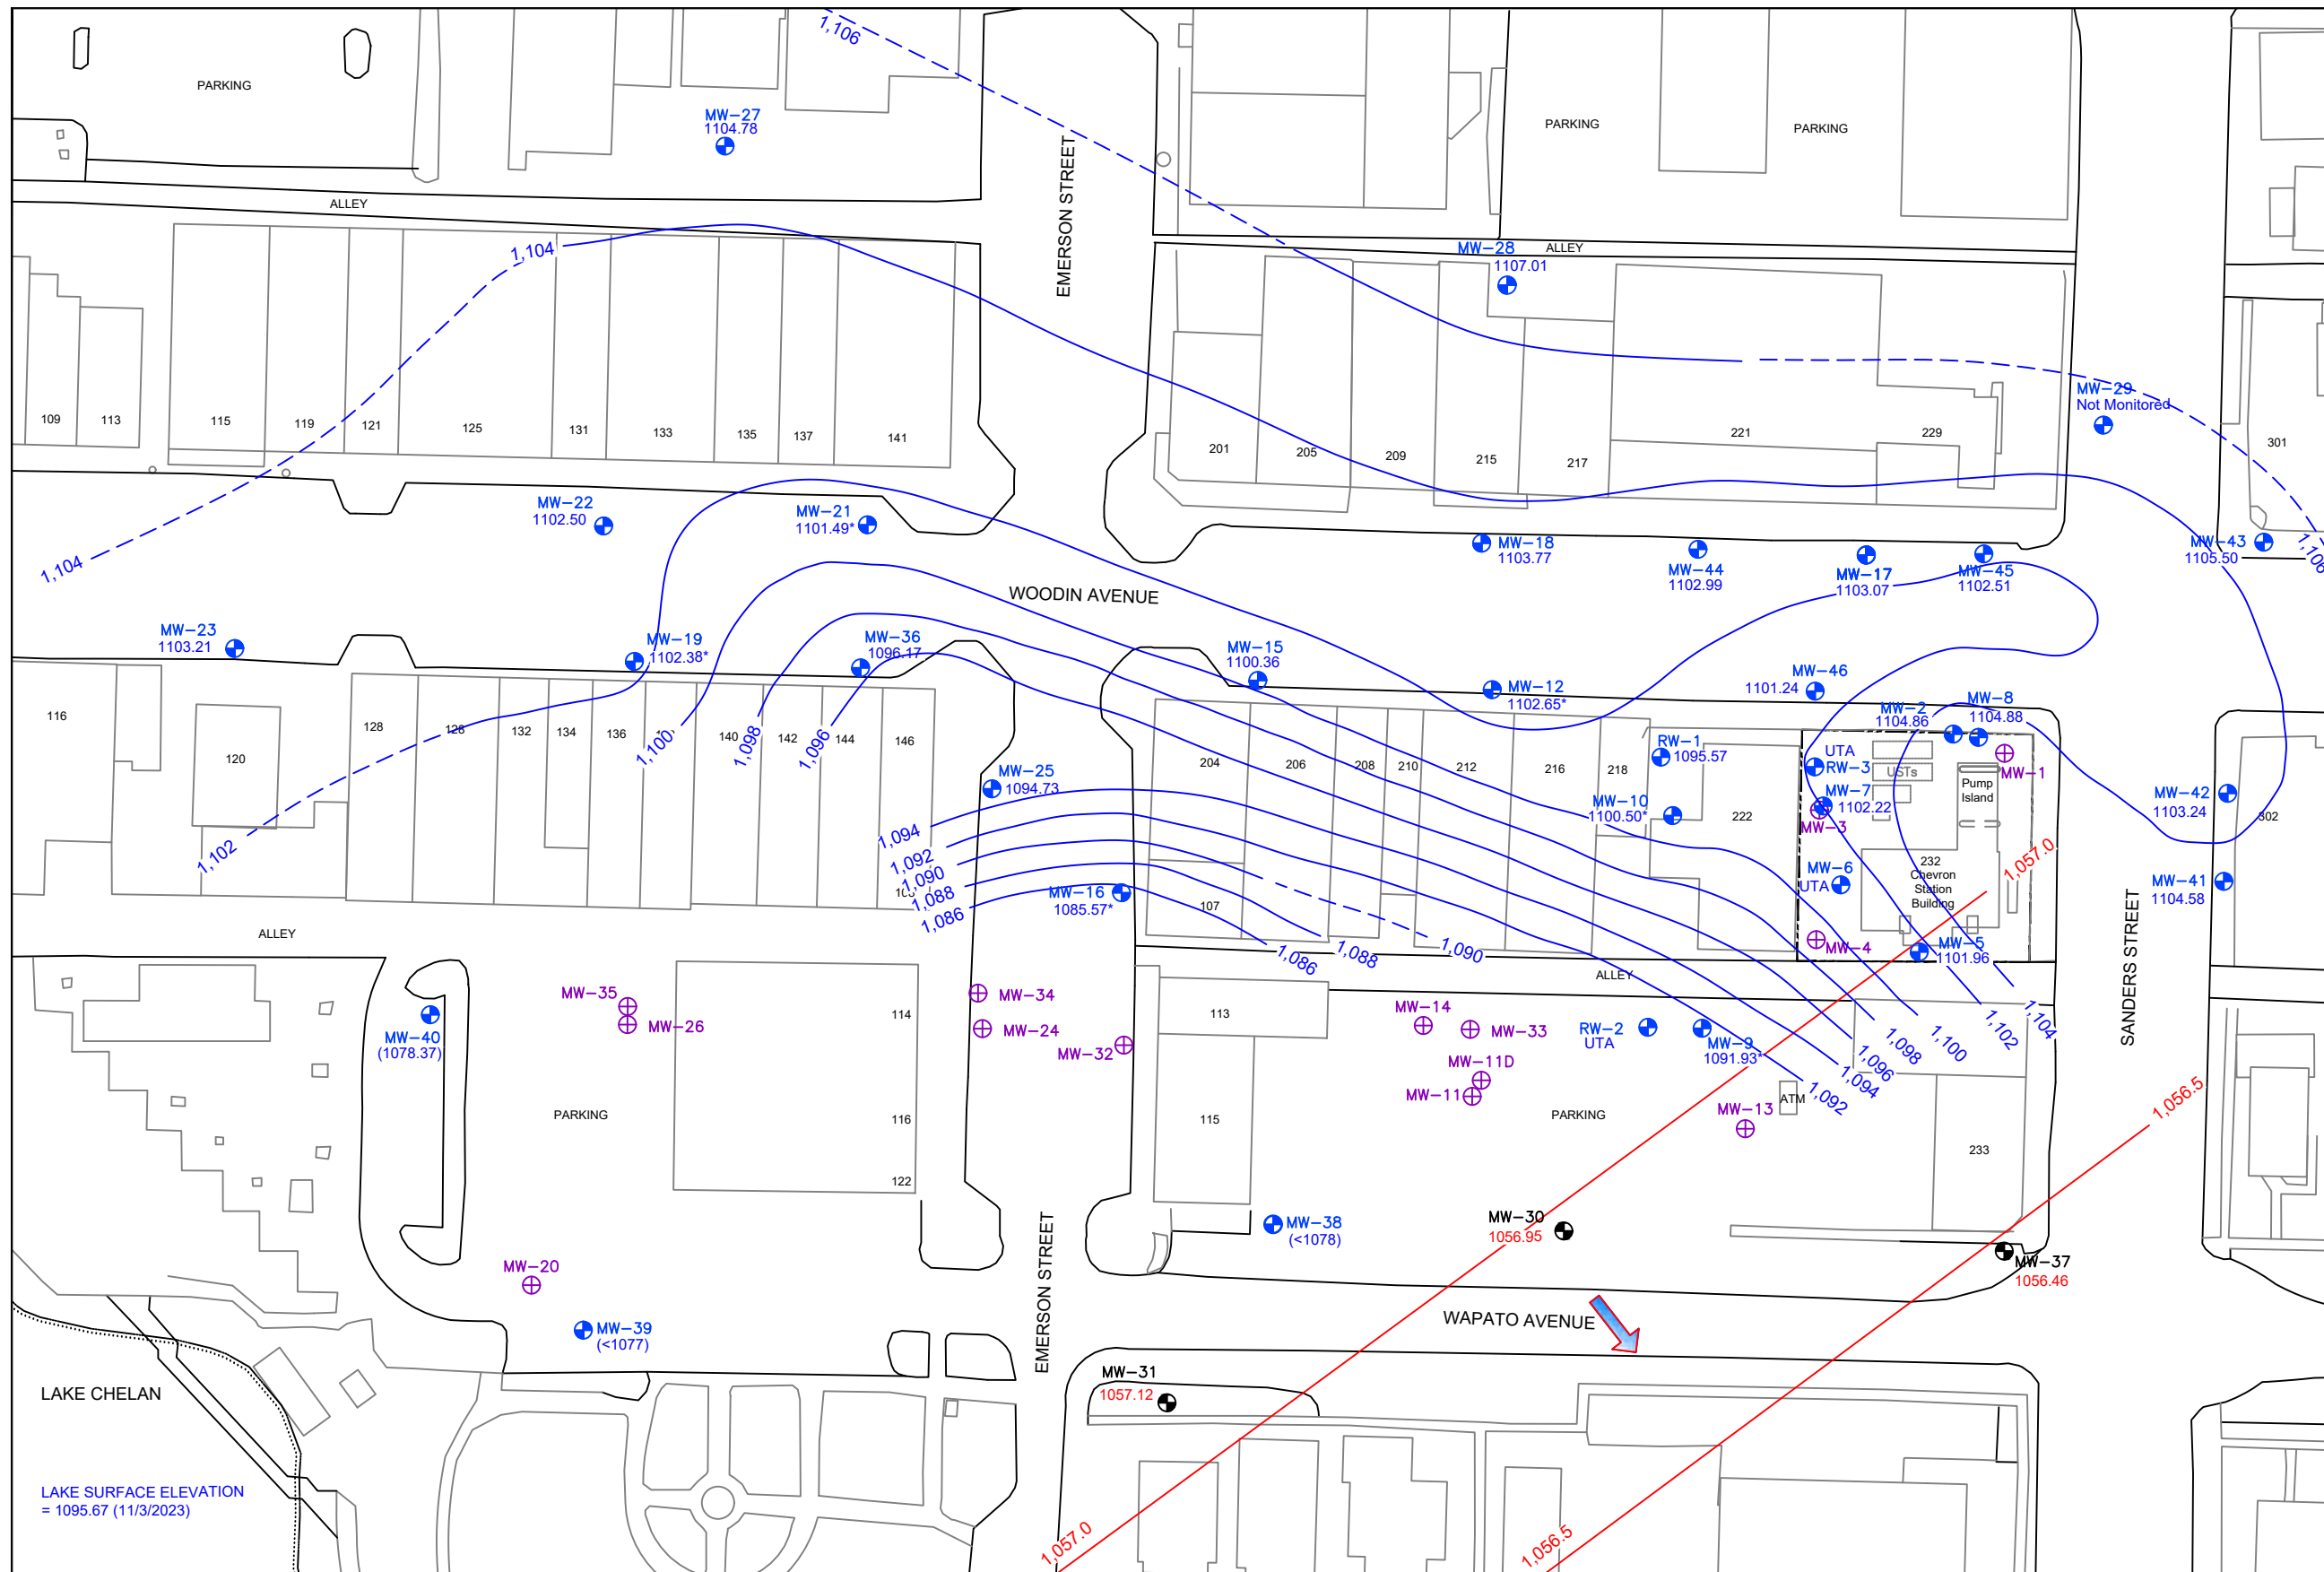 1,106
PARKING
MW-27
1104.78
PARKING
PARKING
EMERSON STREET
ALLEY
1,104
MW-28
ALLEY
1107.01
MW-29
Not Monitored
109
113
115
119
121
125
131
133
135
137
141
201
205
209
215
217
221
229
301
MW-22
1102.50
MW-21
1101.49*
1,104
MW-18
1103.77
MW-44
1102.99
MW-17
1103.07
MW-45
1102.51
MW-43
1105.50
1,106
WOODIN AVENUE
MW-23
1103.21
MW-19
1102.38*
MW-36
1096.17
MW-15
1100.36
MW-12
1102.65*
MW-46
1101.24
MW-2
1104.86
MW-8
1104.88
116
120
128
128
132
134
136
1,100
140
1,098
142
1,096
144
146
204
206
208
210
212
216
218
RW-1
1095.57
UTA
RW-3
USTs
MW-1
Pump
Island
MW-25
1094.73
MW-7
1102.22
MW-3
MW-10
1100.50*
222
MW-42
1103.24
302
1,102
1,094
1,092
1,090
1,088
1,086
MW-16
1085.57*
107
MW-6
UTA
232
Chevron
Station
Building
1,057.0
MW-41
1104.58
ALLEY
1,086
1,088
1,090
MW-4
MW-5
1101.96
ALLEY
SANDERS STREET
MW-35
MW-26
MW-34
MW-24
MW-32
114
113
MW-14
MW-33
RW-2
UTA
MW-9
1091.93*
MW-40
(1078.37)
1,104
1,102
1,100
1,098
1,096
1,094
1,092
MW-11D
MW-11
ATM
MW-13
1,056.5
PARKING
116
115
PARKING
233
122
MW-38
(<1078)
MW-30
1056.95
MW-37
1056.46
MW-20
EMERSON STREET
WAPATO AVENUE
MW-39
(<1077)
MW-31
1057.12
LAKE CHELAN
LAKE SURFACE ELEVATION
= 1095.67 (11/3/2023)
1,057.0
1,056.5